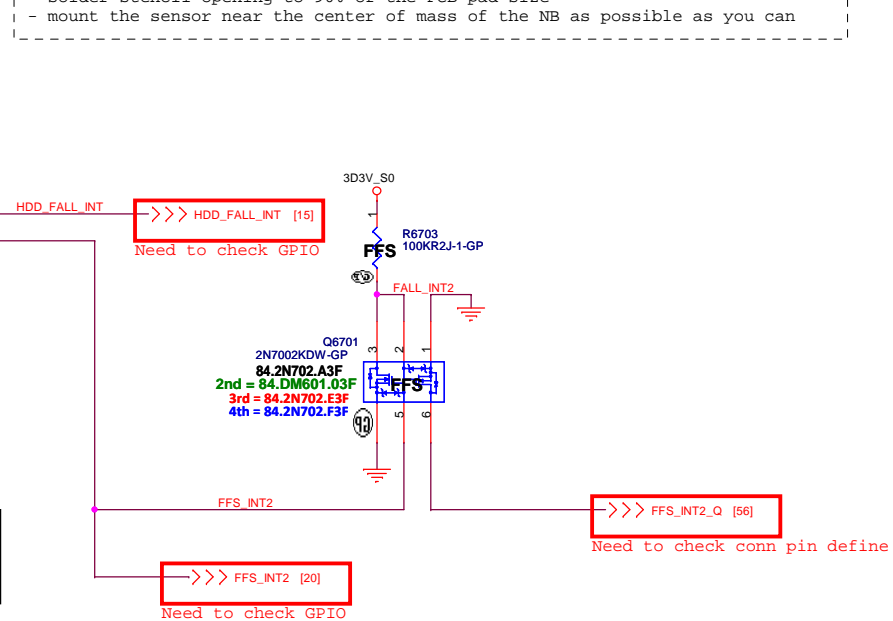 - mount the sensor near the center of mass of the NB as possible as you can
3D3V_S0
HDD_FALL_INT
HDD_FALL_INT [15]
Need to check GPIO
1
R6703
100KR2J-1-GP
FFS
FALL_INT2
Q6701
2N7002KDW-GP
84.2N702.A3F
2nd = 84.DM601.03F
3rd = 84.2N702.E3F
4th = 84.2N702.F3F
3
2
1
FFS
5
6
FFS_INT2
FFS_INT2_Q [56]
Need to check conn pin define
FFS_INT2 [20]
Need to check GPIO